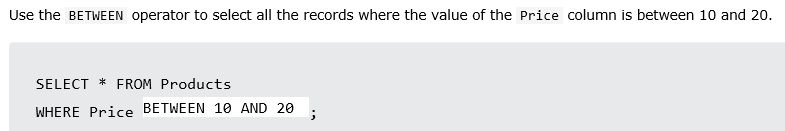 Use the BETWEEN operator to select all the records where the value of the Price column is between 10 and 20.
SELECT * FROM Products
WHERE Price BETWEEN 10 AND 20 ;